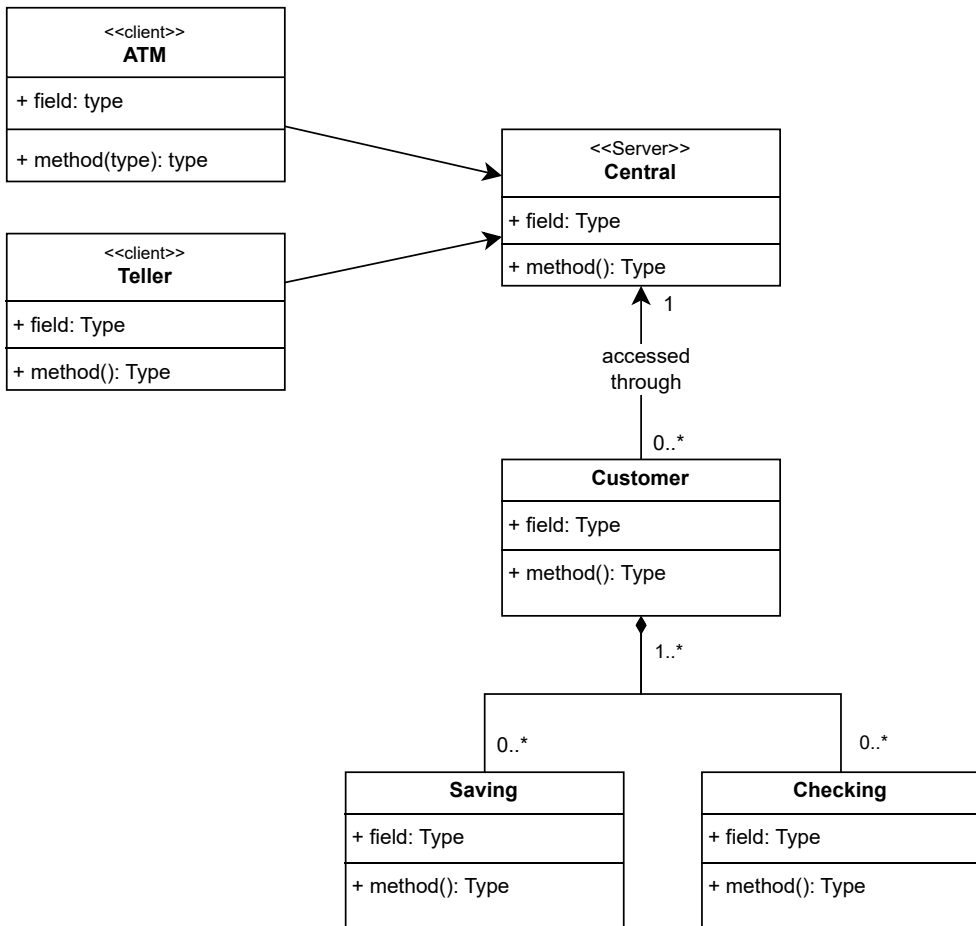 <<client>>
ATM
+ field: type
+ method(type): type
<<client>>
Teller
+ field: Type
+ method(): Type
<<Server>>
Central
+ field: Type
+ method(): Type
1
accessed
through
0..*
Customer
+ field: Type
+ method(): Type
1..*
0..*
0..*
Saving
+ field: Type
+ method(): Type
Checking
+ field: Type
+ method(): Type